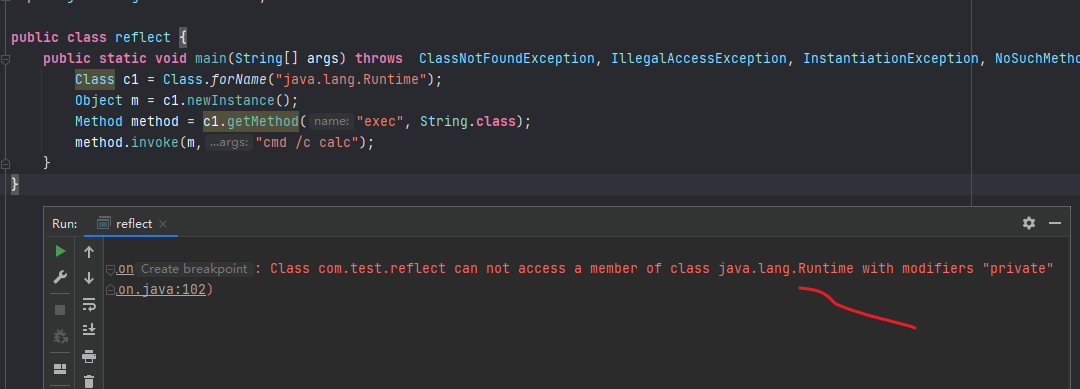 public class reflect {
public static void main(String[] args) throws ClassNotFoundException, IllegalAccessException, InstantiationException, NoSuchMetho
Class c1 = Class.forName("java.lang.Runtime");
Object m = c1.newInstance();
Method method = c1.getMethod( name: "exec", String.class);
method.invoke(m, ...args: "cmd /c calc");
}
}
Run: reflect
on Create breakpoint : Class com.test.reflect can not access a member of class java.lang.Runtime with modifiers "private"
on.java:102)